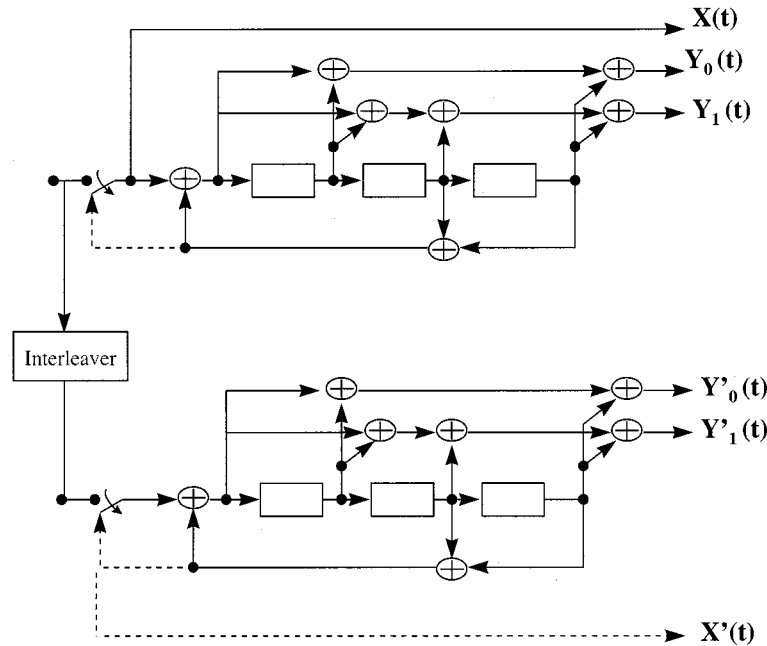 X(t)
Y₀(t)
Y₁(t)
Interleaver
Y'₀(t)
Y'₁(t)
X'(t)